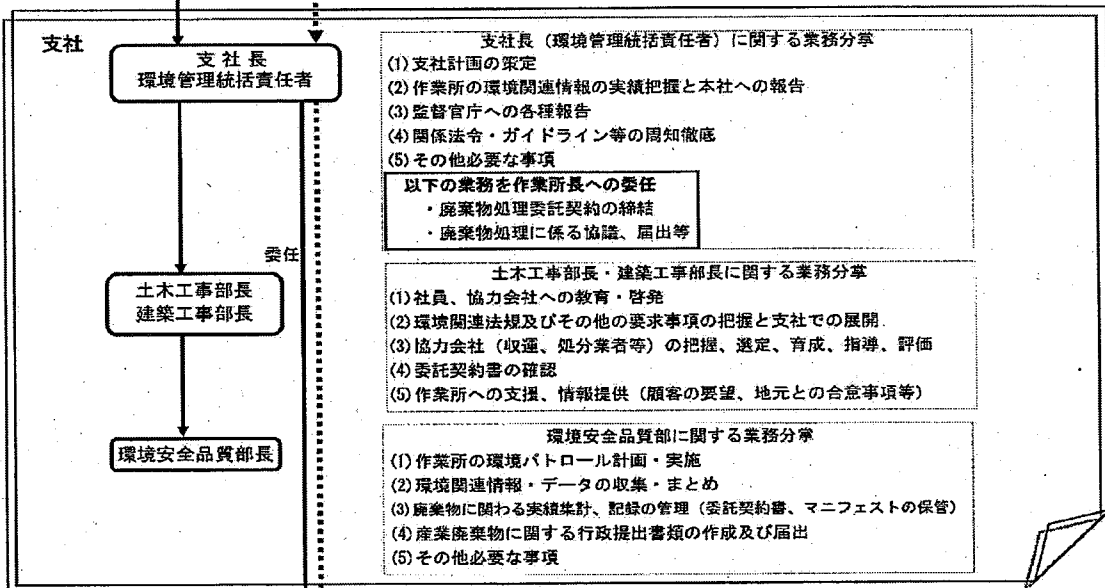 支社
支社長
環境管理統括責任者
支社長（環境管理統括責任者）に関する業務分掌
(1)支社計画の策定
(2)作業所の環境関連情報の実績把握と本社への報告
(3)監督官庁への各種報告
(4)関係法令・ガイドライン等の周知徹底
(5)その他必要な事項
以下の業務を作業所長への委任
・廃棄物処理委託契約の締結
・廃棄物処理に係る協議、届出等
委任
土木工事部長
建築工事部長
土木工事部長・建築工事部長に関する業務分掌
(1)社員、協力会社への教育・啓発
(2)環境関連法規及びその他の要求事項の把握と支社での展開
(3)協力会社（収運、処分業者等）の把握、選定、育成、指導、評価
(4)委託契約書の確認
(5)作業所への支援、情報提供（顧客の要望、地元との合意事項等）
環境安全品質部長
環境安全品質部に関する業務分掌
(1)作業所の環境パトロール計画・実施
(2)環境関連情報・データの収集・まとめ
(3)廃棄物に関わる実績集計、記録の管理（委託契約書、マニフェストの保管）
(4)産業廃棄物に関する行政提出書類の作成及び届出
(5)その他必要な事項